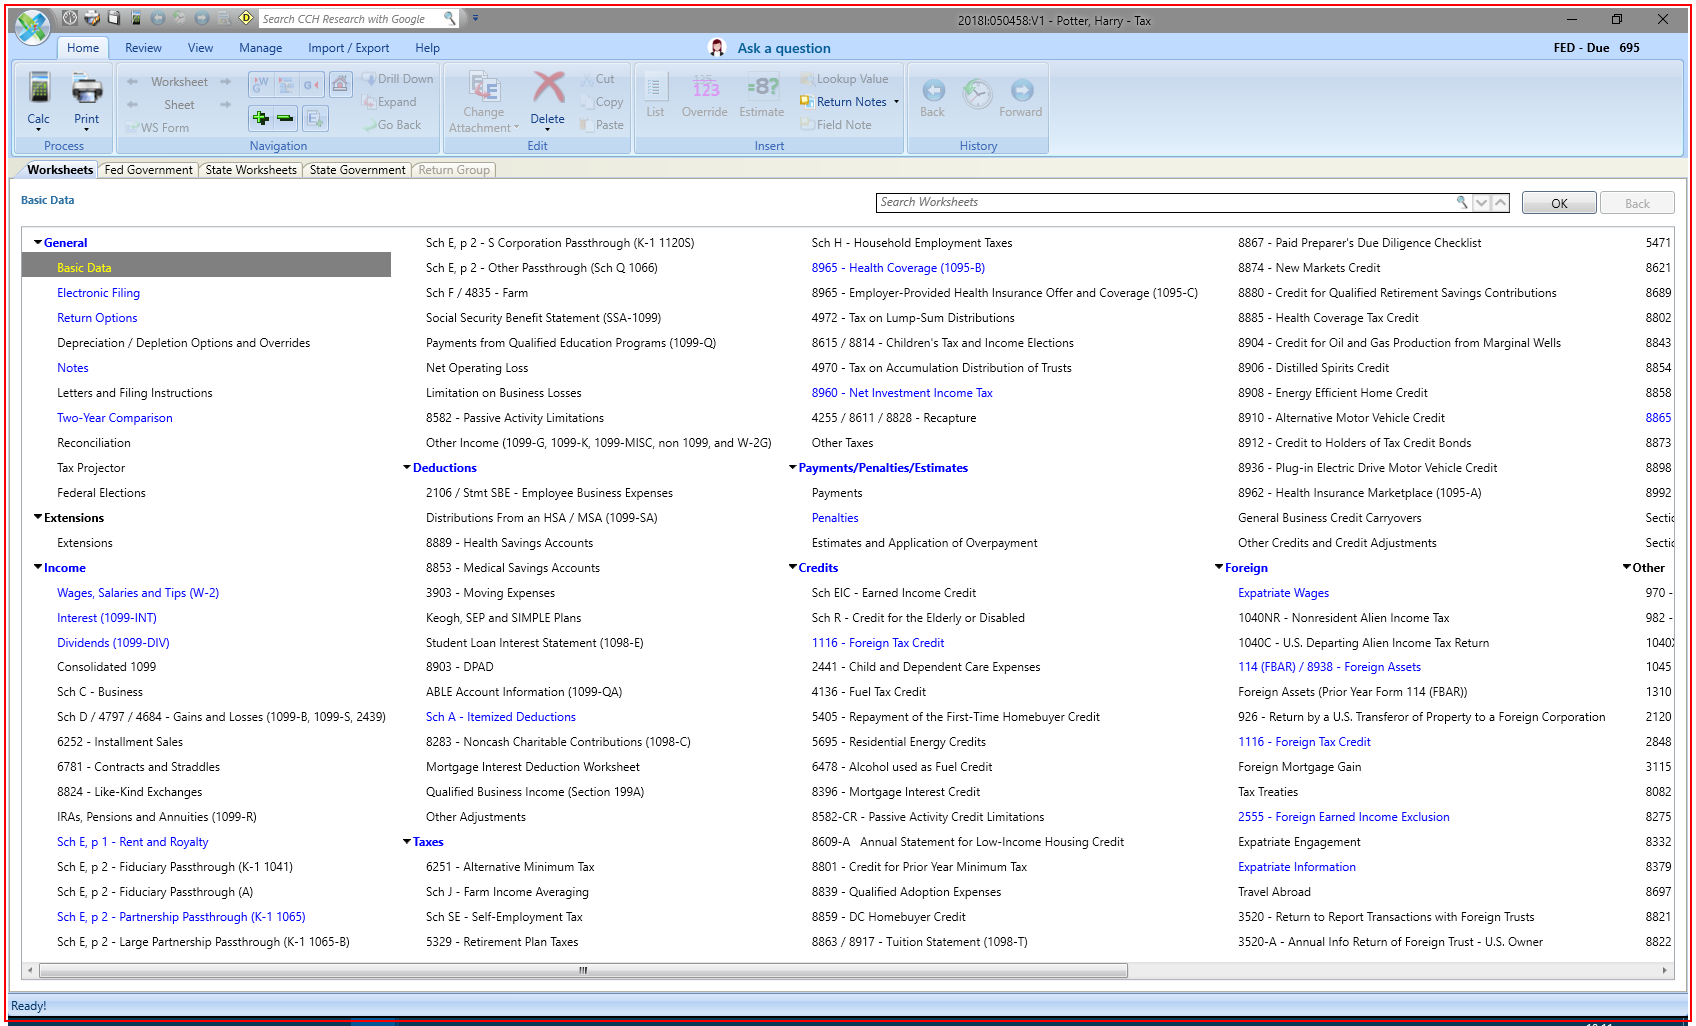 Search CCH Research with Google
2018I:050458:V1 - Potter, Harry - Tax
Home Review View Manage Import / Export Help
Ask a question
FED - Due 695
Calc
Print
Process
Worksheet
Sheet
WS Form
Drill Down
Expand
Go Back
Navigation
Change Attachment
Delete
Cut
Copy
Paste
Edit
List
Override
Estimate
Lookup Value
Return Notes
Field Note
Insert
Back
Forward
History
Worksheets Fed Government State Worksheets State Government Return Group
Basic Data
Search Worksheets
OK
Back
General
Basic Data
Electronic Filing
Return Options
Depreciation / Depletion Options and Overrides
Notes
Letters and Filing Instructions
Two-Year Comparison
Reconciliation
Tax Projector
Federal Elections
Extensions
Extensions
Income
Wages, Salaries and Tips (W-2)
Interest (1099-INT)
Dividends (1099-DIV)
Consolidated 1099
Sch C - Business
Sch D / 4797 / 4684 - Gains and Losses (1099-B, 1099-S, 2439)
6252 - Installment Sales
6781 - Contracts and Straddles
8824 - Like-Kind Exchanges
IRAs, Pensions and Annuities (1099-R)
Sch E, p 1 - Rent and Royalty
Sch E, p 2 - Fiduciary Passthrough (K-1 1041)
Sch E, p 2 - Fiduciary Passthrough (A)
Sch E, p 2 - Partnership Passthrough (K-1 1065)
Sch E, p 2 - Large Partnership Passthrough (K-1 1065-B)
Sch E, p 2 - S Corporation Passthrough (K-1 1120S)
Sch E, p 2 - Other Passthrough (Sch Q 1066)
Sch F / 4835 - Farm
Social Security Benefit Statement (SSA-1099)
Payments from Qualified Education Programs (1099-Q)
Net Operating Loss
Limitation on Business Losses
8582 - Passive Activity Limitations
Other Income (1099-G, 1099-K, 1099-MISC, non 1099, and W-2G)
Deductions
2106 / Stmt SBE - Employee Business Expenses
Distributions From an HSA / MSA (1099-SA)
8889 - Health Savings Accounts
8853 - Medical Savings Accounts
3903 - Moving Expenses
Keogh, SEP and SIMPLE Plans
Student Loan Interest Statement (1098-E)
8903 - DPAD
ABLE Account Information (1099-QA)
Sch A - Itemized Deductions
8283 - Noncash Charitable Contributions (1098-C)
Mortgage Interest Deduction Worksheet
Qualified Business Income (Section 199A)
Other Adjustments
Taxes
6251 - Alternative Minimum Tax
Sch J - Farm Income Averaging
Sch SE - Self-Employment Tax
5329 - Retirement Plan Taxes
Sch H - Household Employment Taxes
8965 - Health Coverage (1095-B)
8965 - Employer-Provided Health Insurance Offer and Coverage (1095-C)
4972 - Tax on Lump-Sum Distributions
8615 / 8814 - Children's Tax and Income Elections
4970 - Tax on Accumulation Distribution of Trusts
8960 - Net Investment Income Tax
4255 / 8611 / 8828 - Recapture
Other Taxes
Payments/Penalties/Estimates
Payments
Penalties
Estimates and Application of Overpayment
Credits
Sch EIC - Earned Income Credit
Sch R - Credit for the Elderly or Disabled
1116 - Foreign Tax Credit
2441 - Child and Dependent Care Expenses
4136 - Fuel Tax Credit
5405 - Repayment of the First-Time Homebuyer Credit
5695 - Residential Energy Credits
6478 - Alcohol used as Fuel Credit
8396 - Mortgage Interest Credit
8582-CR - Passive Activity Credit Limitations
8609-A Annual Statement for Low-Income Housing Credit
8801 - Credit for Prior Year Minimum Tax
8839 - Qualified Adoption Expenses
8859 - DC Homebuyer Credit
8863 / 8917 - Tuition Statement (1098-T)
8867 - Paid Preparer's Due Diligence Checklist
8874 - New Markets Credit
8880 - Credit for Qualified Retirement Savings Contributions
8885 - Health Coverage Tax Credit
8904 - Credit for Oil and Gas Production from Marginal Wells
8906 - Distilled Spirits Credit
8908 - Energy Efficient Home Credit
8910 - Alternative Motor Vehicle Credit
8912 - Credit to Holders of Tax Credit Bonds
8936 - Plug-in Electric Drive Motor Vehicle Credit
8962 - Health Insurance Marketplace (1095-A)
General Business Credit Carryovers
Other Credits and Credit Adjustments
Foreign
Expatriate Wages
1040NR - Nonresident Alien Income Tax
1040C - U.S. Departing Alien Income Tax Return
114 (FBAR) / 8938 - Foreign Assets
Foreign Assets (Prior Year Form 114 (FBAR))
926 - Return by a U.S. Transferor of Property to a Foreign Corporation
1116 - Foreign Tax Credit
Foreign Mortgage Gain
Tax Treaties
2555 - Foreign Earned Income Exclusion
Expatriate Engagement
Expatriate Information
Travel Abroad
3520 - Return to Report Transactions with Foreign Trusts
3520-A - Annual Info Return of Foreign Trust - U.S. Owner
5471
8621
8689
8802
8843
8854
8858
8865
8873
8898
8992
Sectio
Sectio
Other
970 -
982 -
1040X
1045
1310
2120
2848
3115
8082
8275
8332
8379
8697
8821
8822
Ready!